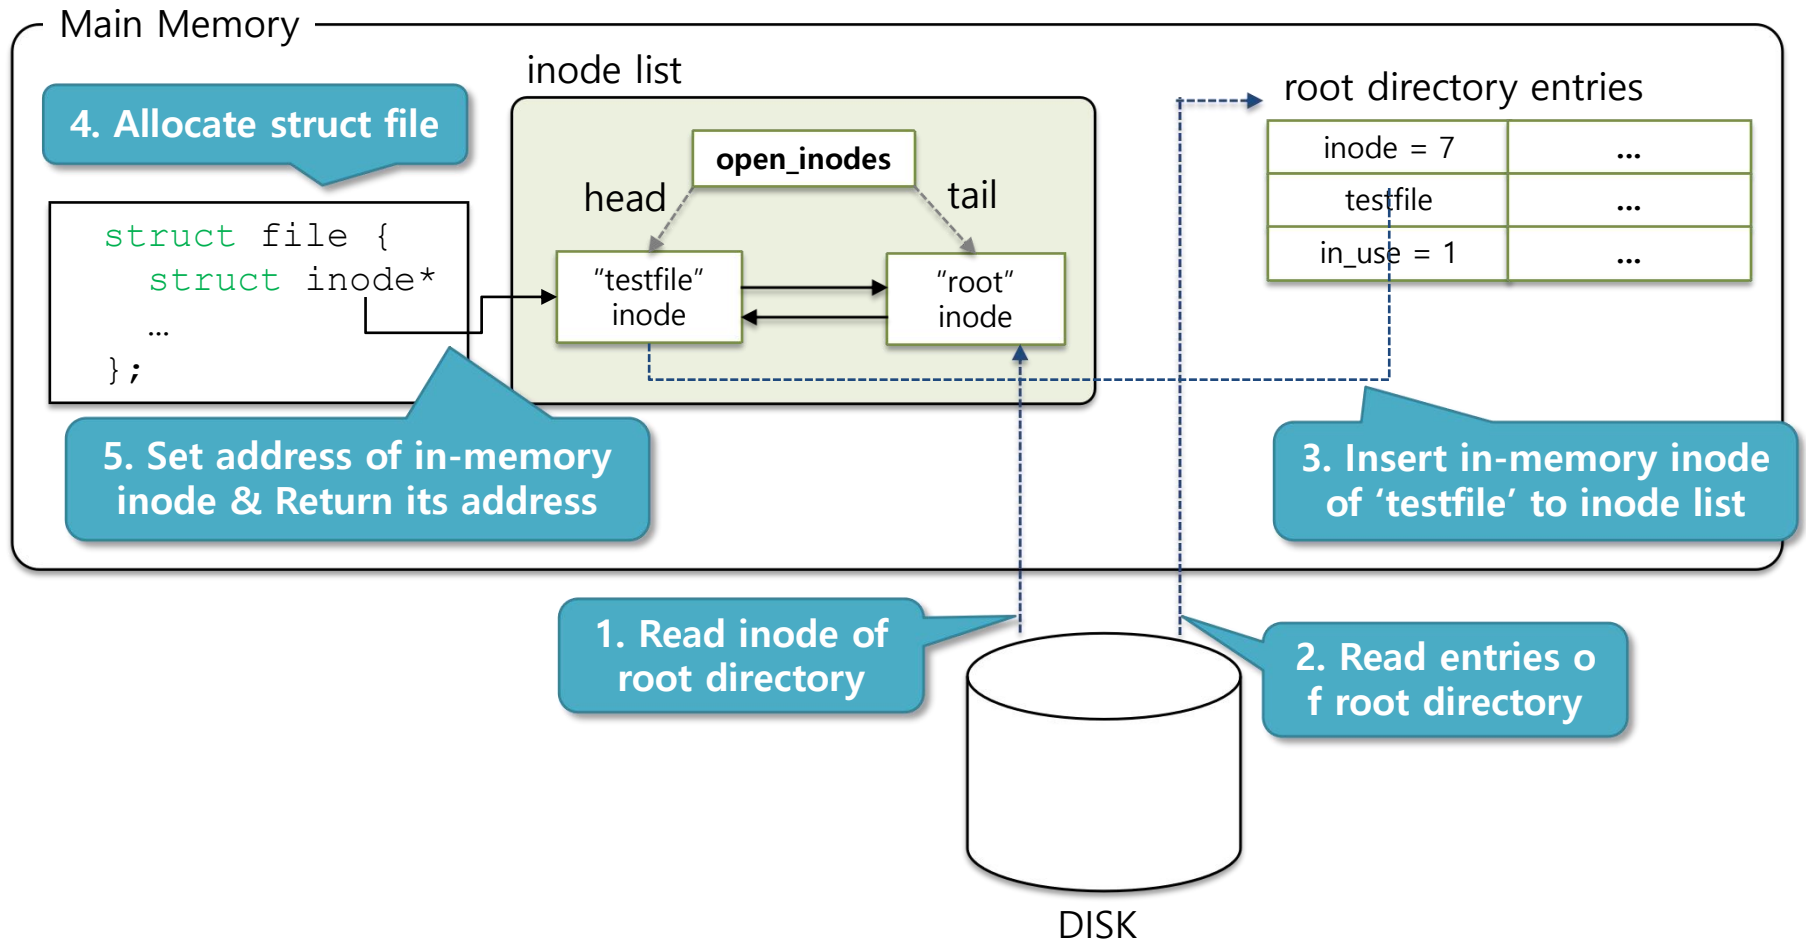 Main Memory
4. Allocate struct file
struct file {
struct inode*
…
};
5. Set address of in-memory
inode & Return its address
inode list
open_inodes
head
tail
“testfile”
inode
“root”
inode
root directory entries
inode = 7
...
testfile
...
in_use = 1
...
3. Insert in-memory inode
of ‘testfile’ to inode list
1. Read inode of
root directory
2. Read entries o
f root directory
DISK